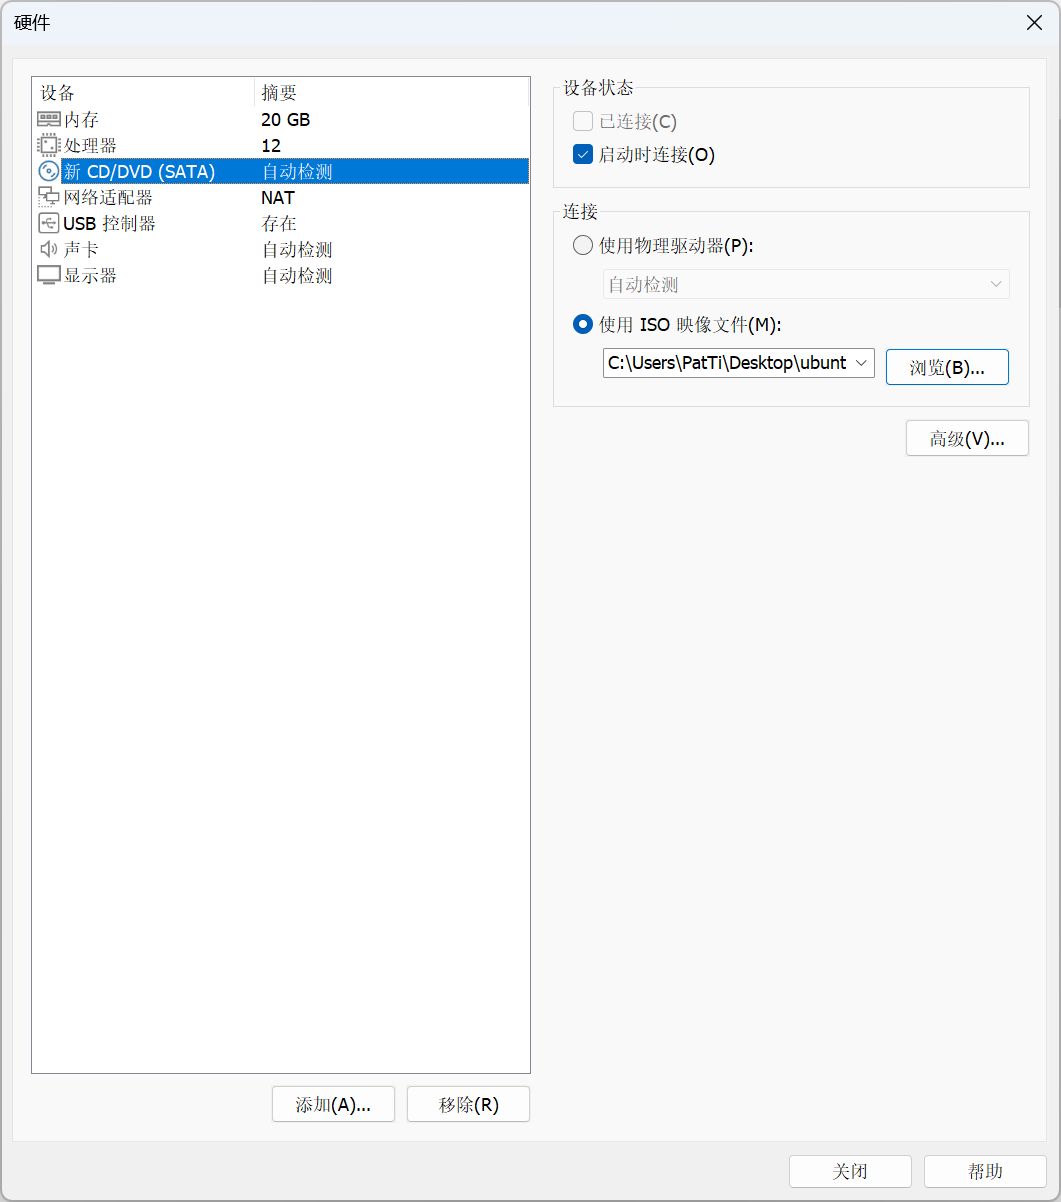 硬件
设备 摘要
内存 20 GB
处理器 12
新 CD/DVD (SATA) 自动检测
网络适配器 NAT
USB 控制器 存在
声卡 自动检测
显示器 自动检测
添加(A)... 移除(R)
设备状态
已连接(C)
启动时连接(O)
连接
使用物理驱动器(P):
自动检测
使用 ISO 映像文件(M):
C:\Users\PatTi\Desktop\ubunt 浏览(B)...
高级(V)...
关闭 帮助